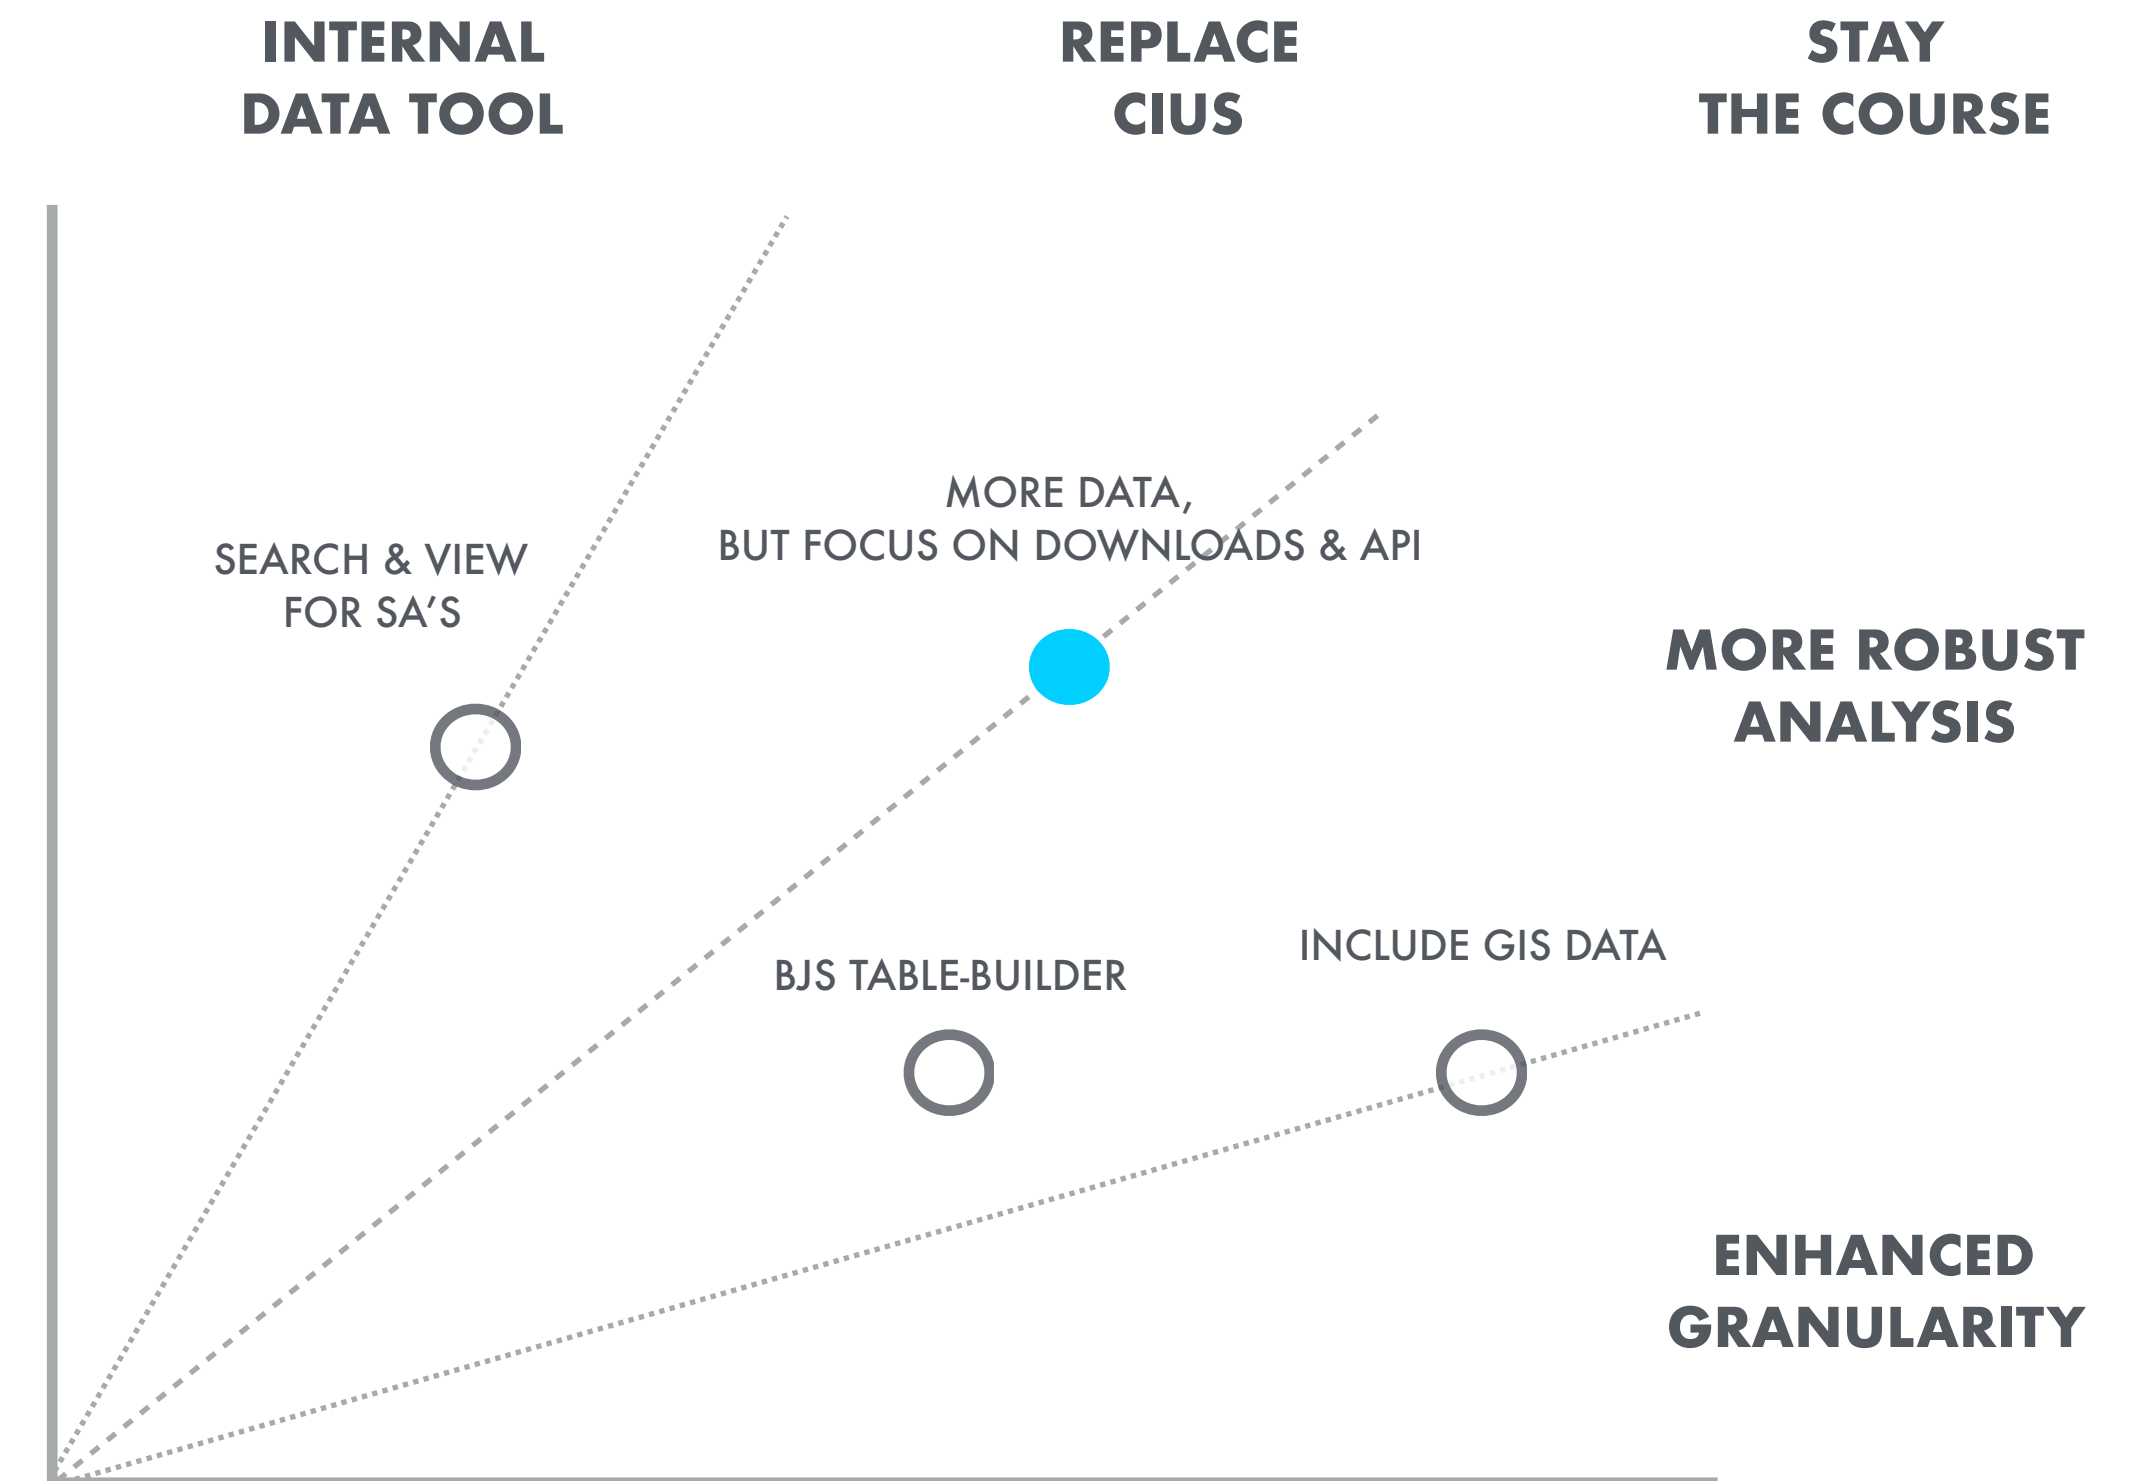 INTERNAL
DATA TOOL
REPLACE
CIUS
STAY
THE COURSE
MORE DATA,
BUT FOCUS ON DOWNLOADS & API
SEARCH & VIEW
FOR SA’S
MORE ROBUST
ANALYSIS
INCLUDE GIS DATA
BJS TABLE-BUILDER
ENHANCED
GRANULARITY